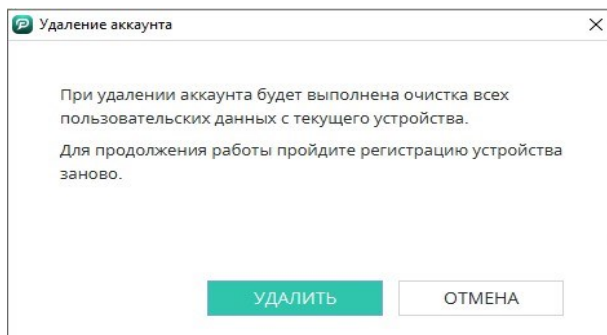 Удаление аккаунта
При удалении аккаунта будет выполнена очистка всех
пользовательских данных с текущего устройства.
Для продолжения работы пройдите регистрацию устройства
заново.
УДАЛИТЬ
ОТМЕНА